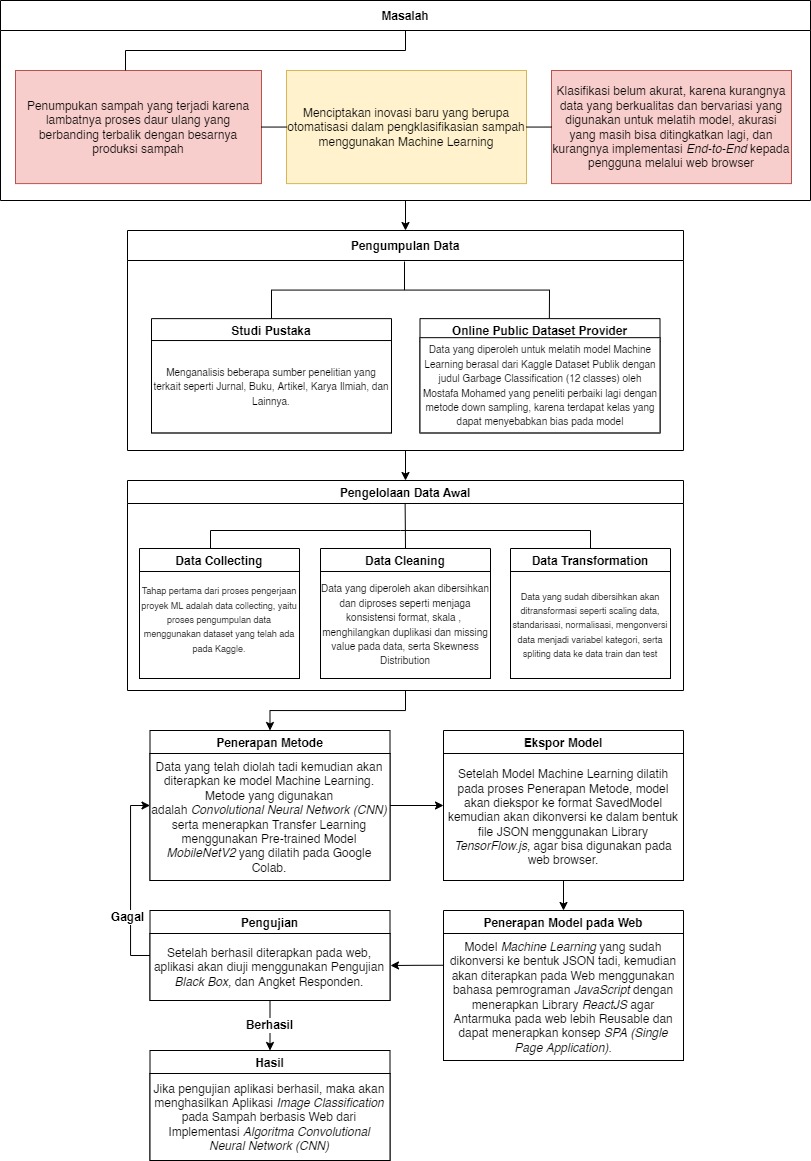 Masalah
Penumpukan sampah yang terjadi karena
lambatnya proses daur ulang yang
berbanding terbalik dengan besarnya
produksi sampah
Menciptakan inovasi baru yang berupa
otomatisasi dalam pengklasifikasian sampah
menggunakan Machine Learning
Klasifikasi belum akurat, karena kurangnya
data yang berkualitas dan bervariasi yang
digunakan untuk melatih model, akurasi
yang masih bisa ditingkatkan lagi, dan
kurangnya implementasi End-to-End kepada
pengguna melalui web browser
Pengumpulan Data
Studi Pustaka
Menganalisis beberapa sumber penelitian yang
terkait seperti Jurnal, Buku, Artikel, Karya Ilmiah, dan
Lainnya.
Online Public Dataset Provider
Data yang diperoleh untuk melatih model Machine
Learning berasal dari Kaggle Dataset Publik dengan
judul Garbage Classification (12 classes) oleh
Mostafa Mohamed yang peneliti perbaiki lagi dengan
metode down sampling, karena terdapat kelas yang
dapat menyebabkan bias pada model
Pengelolaan Data Awal
Data Collecting
Tahap pertama dari proses pengerjaan
proyek ML adalah data collecting, yaitu
proses pengumpulan data
menggunakan dataset yang telah ada
pada Kaggle.
Data Cleaning
Data yang diperoleh akan dibersihkan
dan diproses seperti menjaga
konsistensi format, skala ,
menghilangkan duplikasi dan missing
value pada data, serta Skewness
Distribution
Data Transformation
Data yang sudah dibersihkan akan
ditransformasi seperti scaling data,
standarisasi, normalisasi, mengonversi
data menjadi variabel kategori, serta
spliting data ke data train dan test
Penerapan Metode
Data yang telah diolah tadi kemudian akan
diterapkan ke model Machine Learning.
Metode yang digunakan
adalah Convolutional Neural Network (CNN)
serta menerapkan Transfer Learning
menggunakan Pre-trained Model
MobileNetV2 yang dilatih pada Google
Colab.
Ekspor Model
Setelah Model Machine Learning dilatih
pada proses Penerapan Metode, model
akan diekspor ke format SavedModel
kemudian akan dikonversi ke dalam bentuk
file JSON menggunakan Library
TensorFlow.js, agar bisa digunakan pada
web browser.
Penerapan Model pada Web
Model Machine Learning yang sudah
dikonversi ke bentuk JSON tadi, kemudian
akan diterapkan pada Web menggunakan
bahasa pemrograman JavaScript dengan
menerapkan Library ReactJS agar
Antarmuka pada web lebih Reusable dan
dapat menerapkan konsep SPA (Single
Page Application).
Pengujian
Setelah berhasil diterapkan pada web,
aplikasi akan diuji menggunakan Pengujian
Black Box, dan Angket Responden.
Gagal
Berhasil
Hasil
Jika pengujian aplikasi berhasil, maka akan
menghasilkan Aplikasi Image Classification
pada Sampah berbasis Web dari
Implementasi Algoritma Convolutional
Neural Network (CNN)